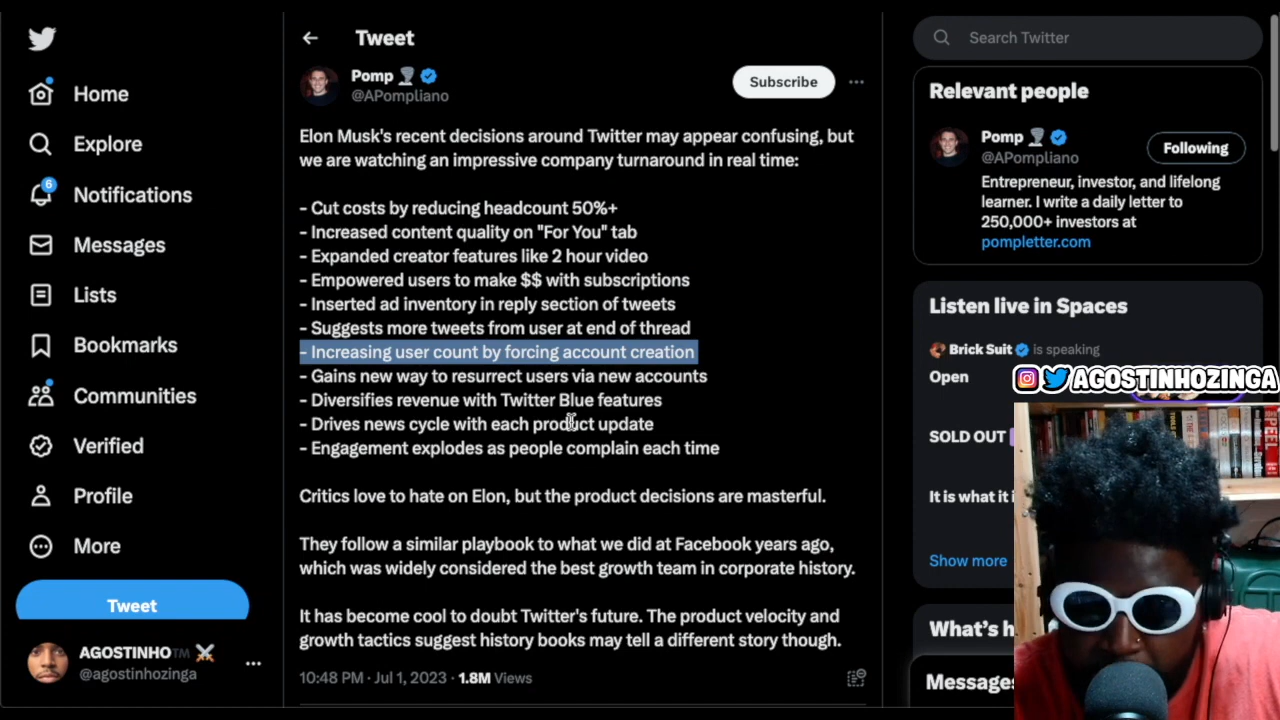 Home
Explore
6
Notifications
Messages
Lists
Bookmarks
Communities
Verified
Profile
More
Tweet
AGOSTINHO™
@agostinhozinga
Tweet
Pomp
@APompliano
Subscribe
Elon Musk's recent decisions around Twitter may appear confusing, but
we are watching an impressive company turnaround in real time:
- Cut costs by reducing headcount 50%+
- Increased content quality on "For You" tab
- Expanded creator features like 2 hour video
- Empowered users to make $$ with subscriptions
- Inserted ad inventory in reply section of tweets
- Suggests more tweets from user at end of thread
- Increasing user count by forcing account creation
- Gains new way to resurrect users via new accounts
- Diversifies revenue with Twitter Blue features
- Drives news cycle with each product update
- Engagement explodes as people complain each time
Critics love to hate on Elon, but the product decisions are masterful.
They follow a similar playbook to what we did at Facebook years ago,
which was widely considered the best growth team in corporate history.
It has become cool to doubt Twitter's future. The product velocity and
growth tactics suggest history books may tell a different story though.
10:48 PM · Jul 1, 2023 · 1.8M Views
Search Twitter
Relevant people
Pomp
@APompliano
Following
Entrepreneur, investor, and lifelong
learner. I write a daily letter to
250,000+ investors at
pompletter.com
Listen live in Spaces
Brick Suit is speaking
Open
AGOSTINHOZINGA
SOLD OUT
It is what it i
Show more
What's h
Messages